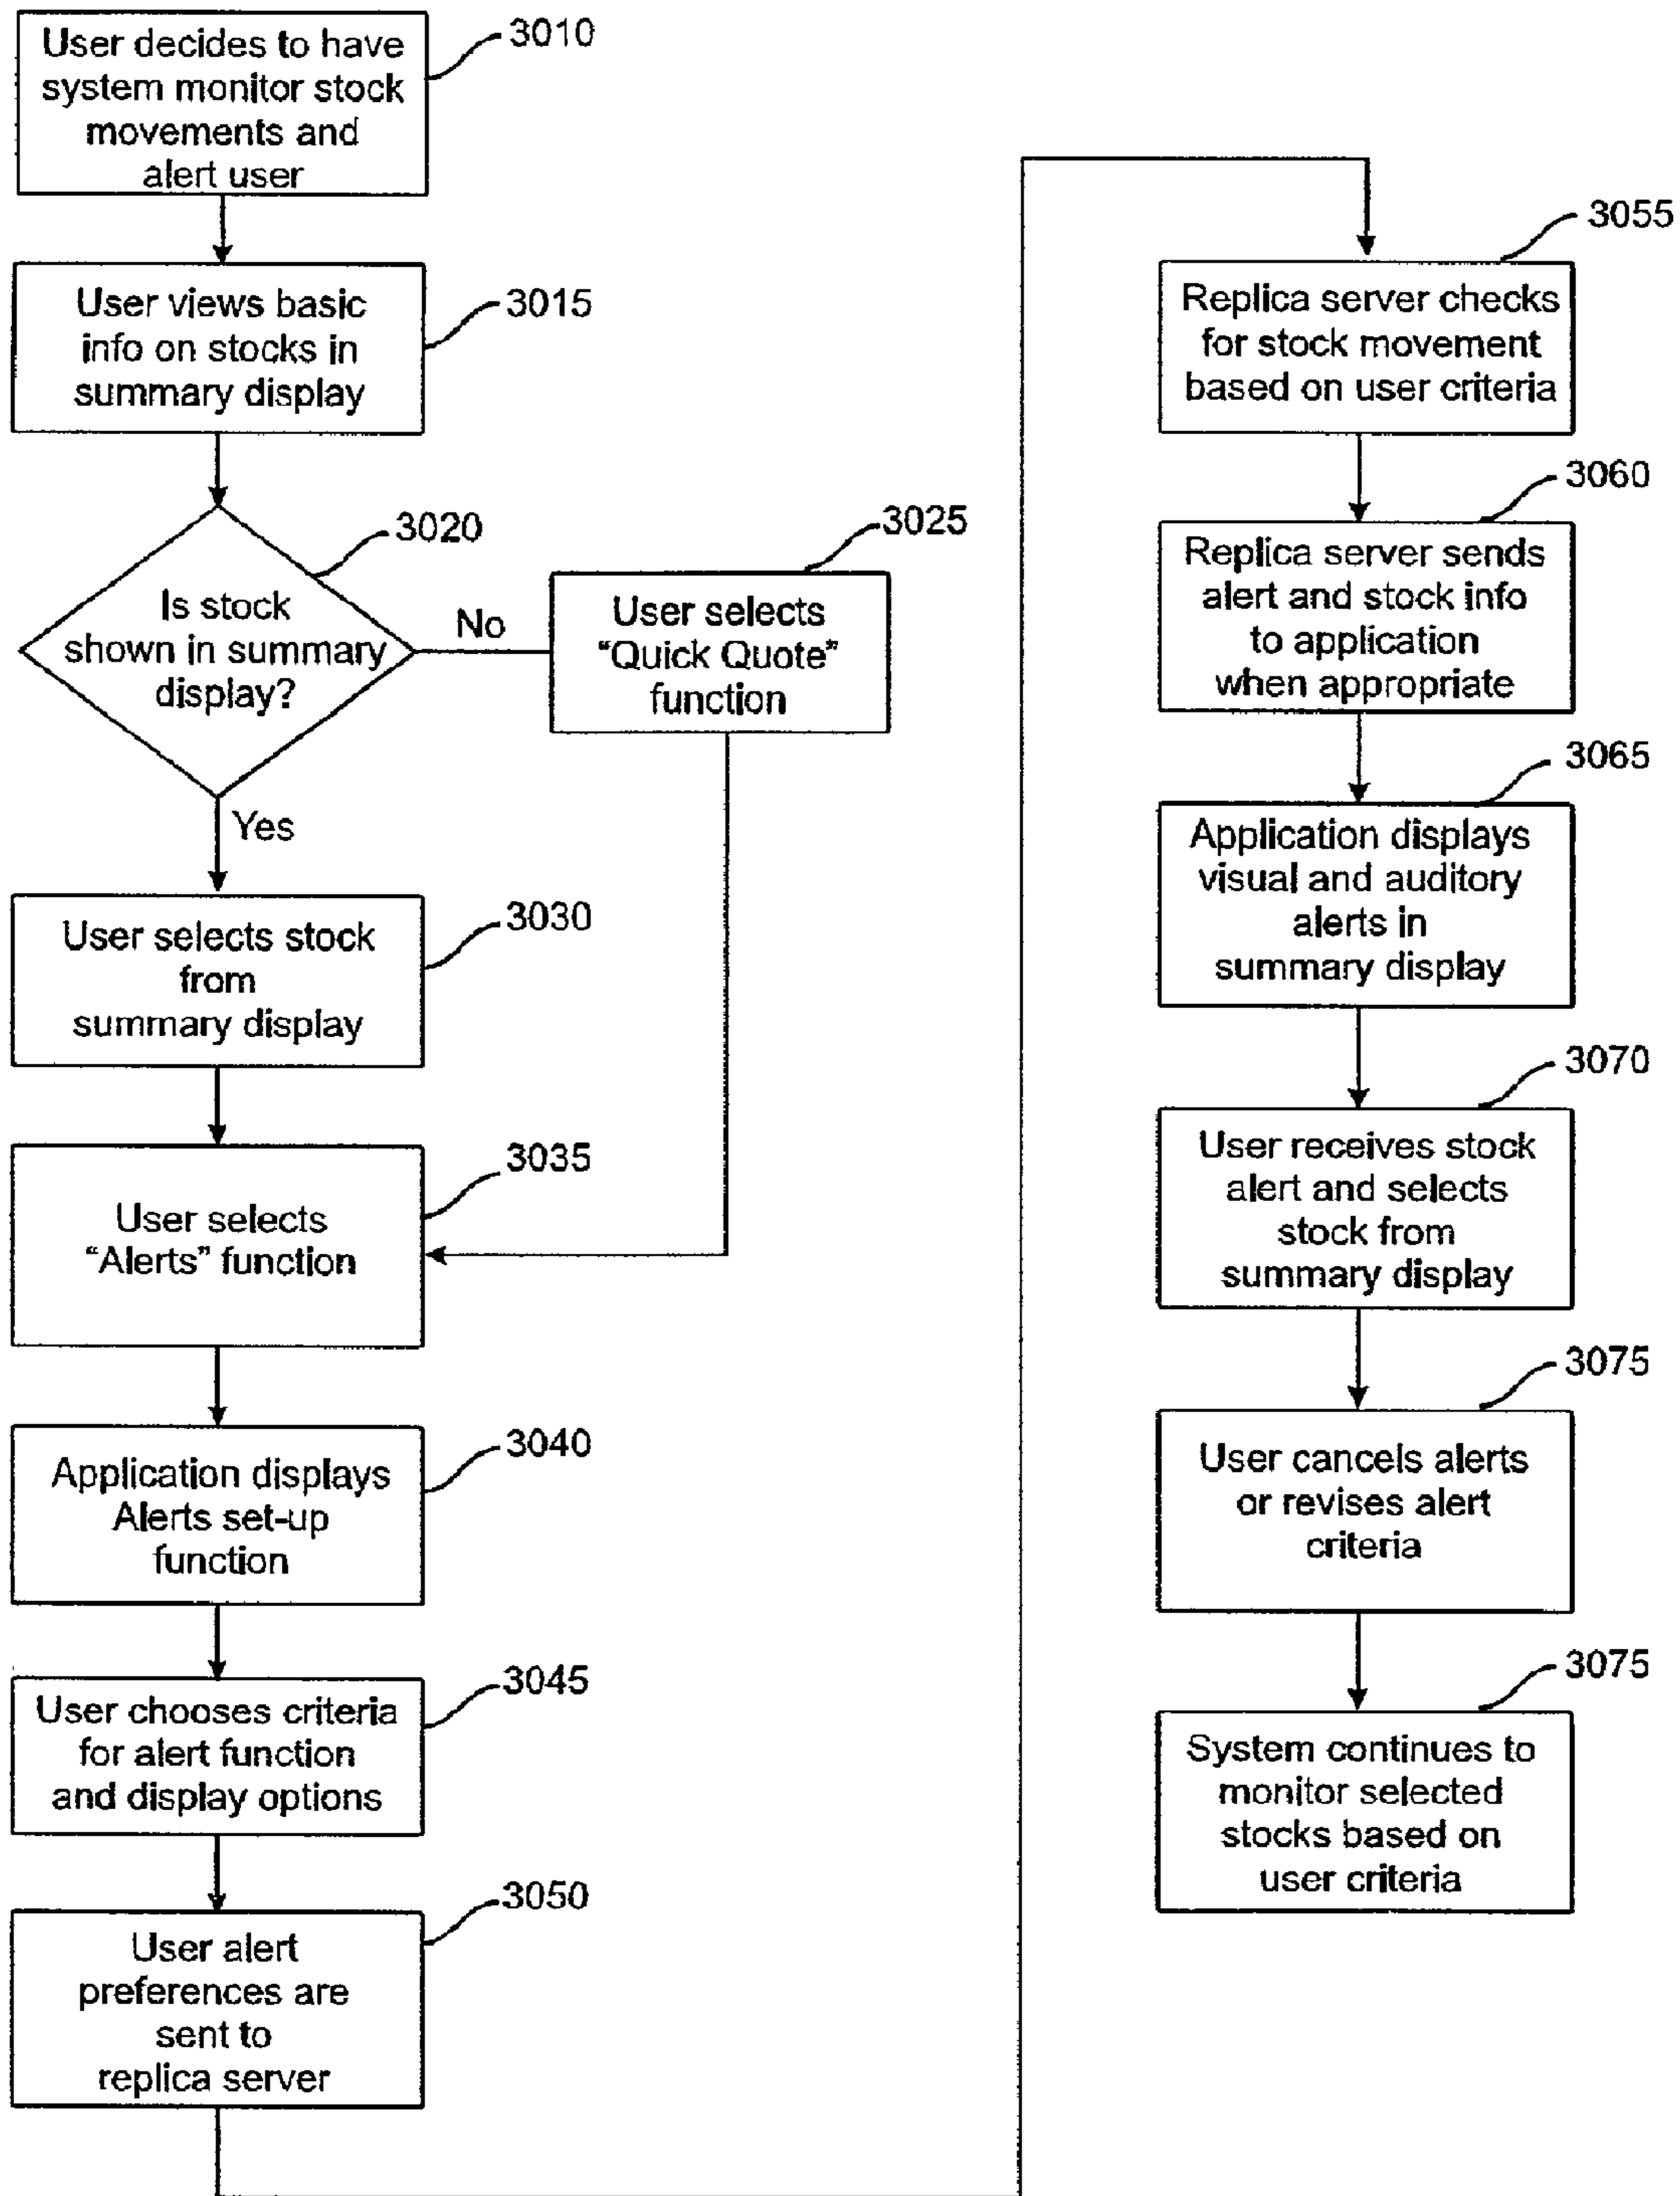 User decides to have
system monitor stock
movements and
alert user
3010
User views basic
info on stocks in
summary display
3015
Is stock
shown in summary
display?
3020
No
User selects
“Quick Quote”
function
3025
Yes
User selects stock
from
summary display
3030
User selects
“Alerts” function
3035
Application displays
Alerts set-up
function
3040
User chooses criteria
for alert function
and display options
3045
User alert
preferences are
sent to
replica server
3050
Replica server checks
for stock movement
based on user criteria
3055
Replica server sends
alert and stock info
to application
when appropriate
3060
Application displays
visual and auditory
alerts in
summary display
3065
User receives stock
alert and selects
stock from
summary display
3070
User cancels alerts
or revises alert
criteria
3075
System continues to
monitor selected
stocks based on
user criteria
3075